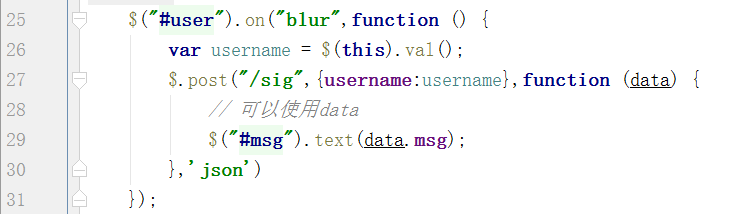 25 $("#user").on("blur",function () {
26 var username = $(this).val();
27 $.post("/sig",{username:username},function (data) {
28 // 可以使用data
29 $("#msg").text(data.msg);
30 },'json')
31 });